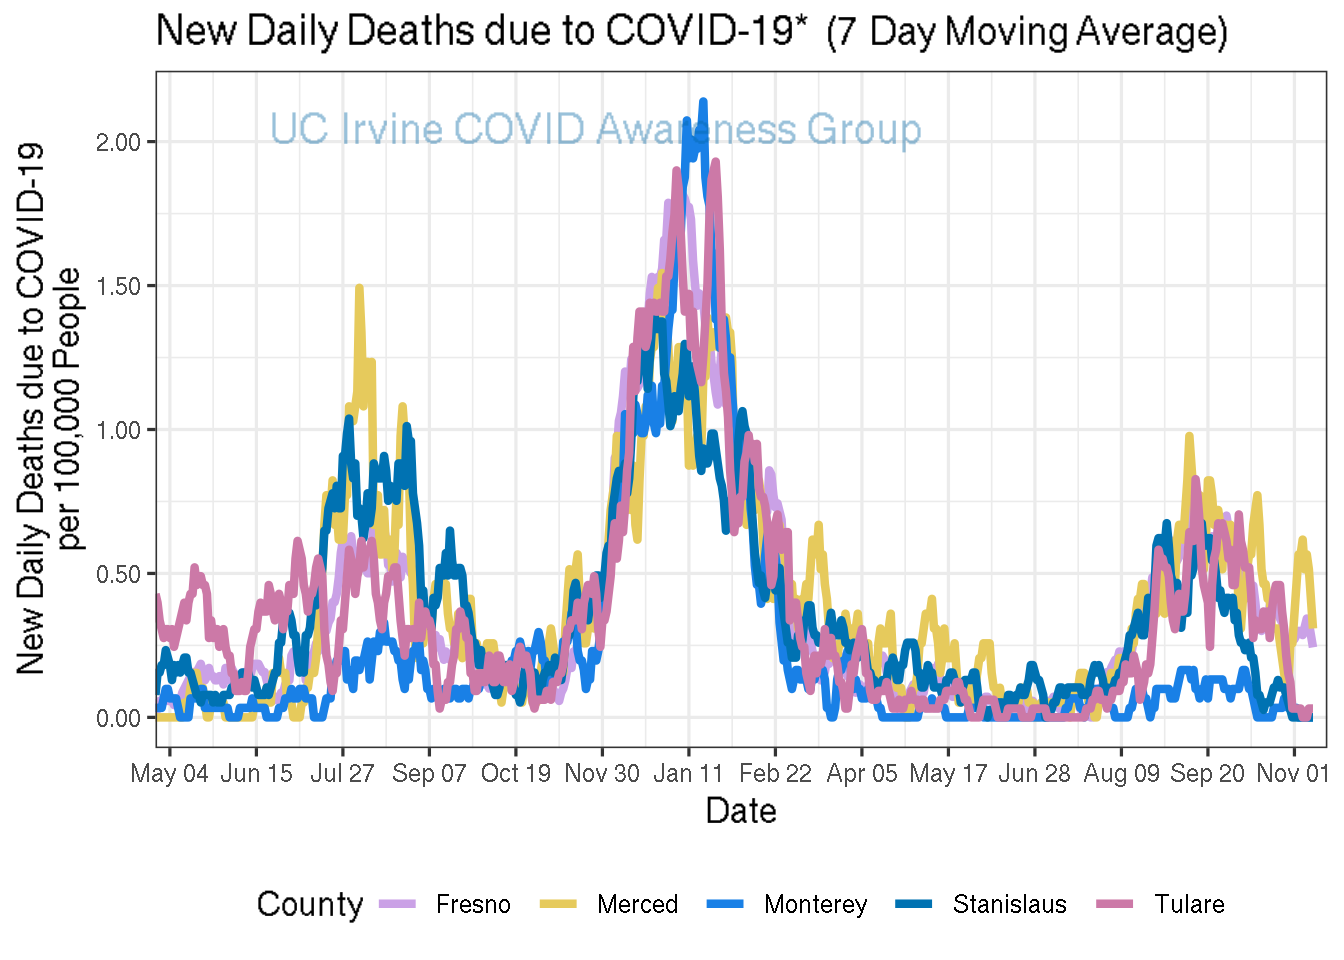 New Daily Deaths due to COVID-19* (7 Day Moving Average)
UC Irvine COVID Awareness Group
New Daily Deaths due to COVID-19
per 100,000 People
2.00
1.50
1.00
0.50
0.00
May 04 Jun 15 Jul 27 Sep 07 Oct 19 Nov 30 Jan 11 Feb 22 Apr 05 May 17 Jun 28 Aug 09 Sep 20 Nov 01
Date
County Fresno Merced Monterey Stanislaus Tulare